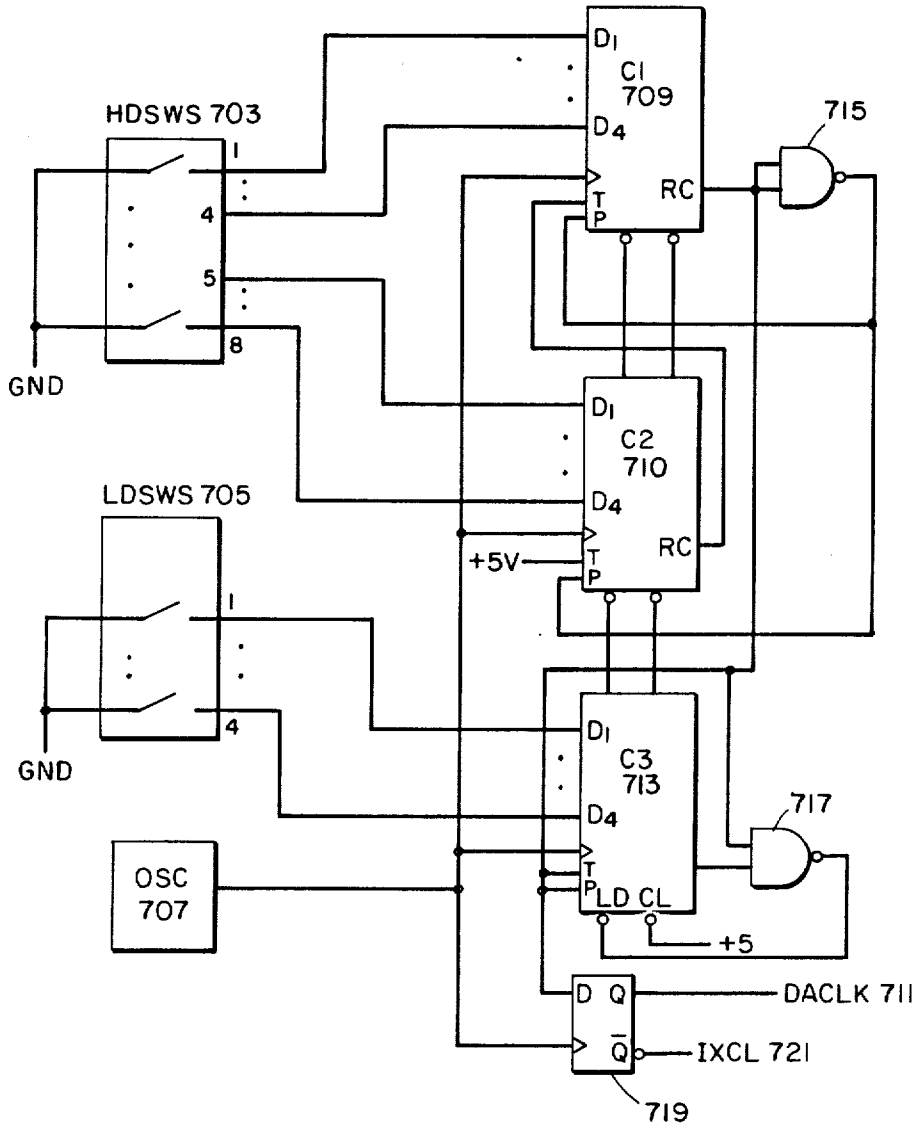 D1
C1
709
D4
RC
T
P
715
HDSWS 703
1
4
5
8
GND
D1
C2
710
D4
RC
+5V
T
P
LDSWS 705
1
4
GND
D1
C3
713
D4
T
P
LD CL
+5
717
OSC
707
D Q
Q̅
DACLK 711
IXCL 721
719